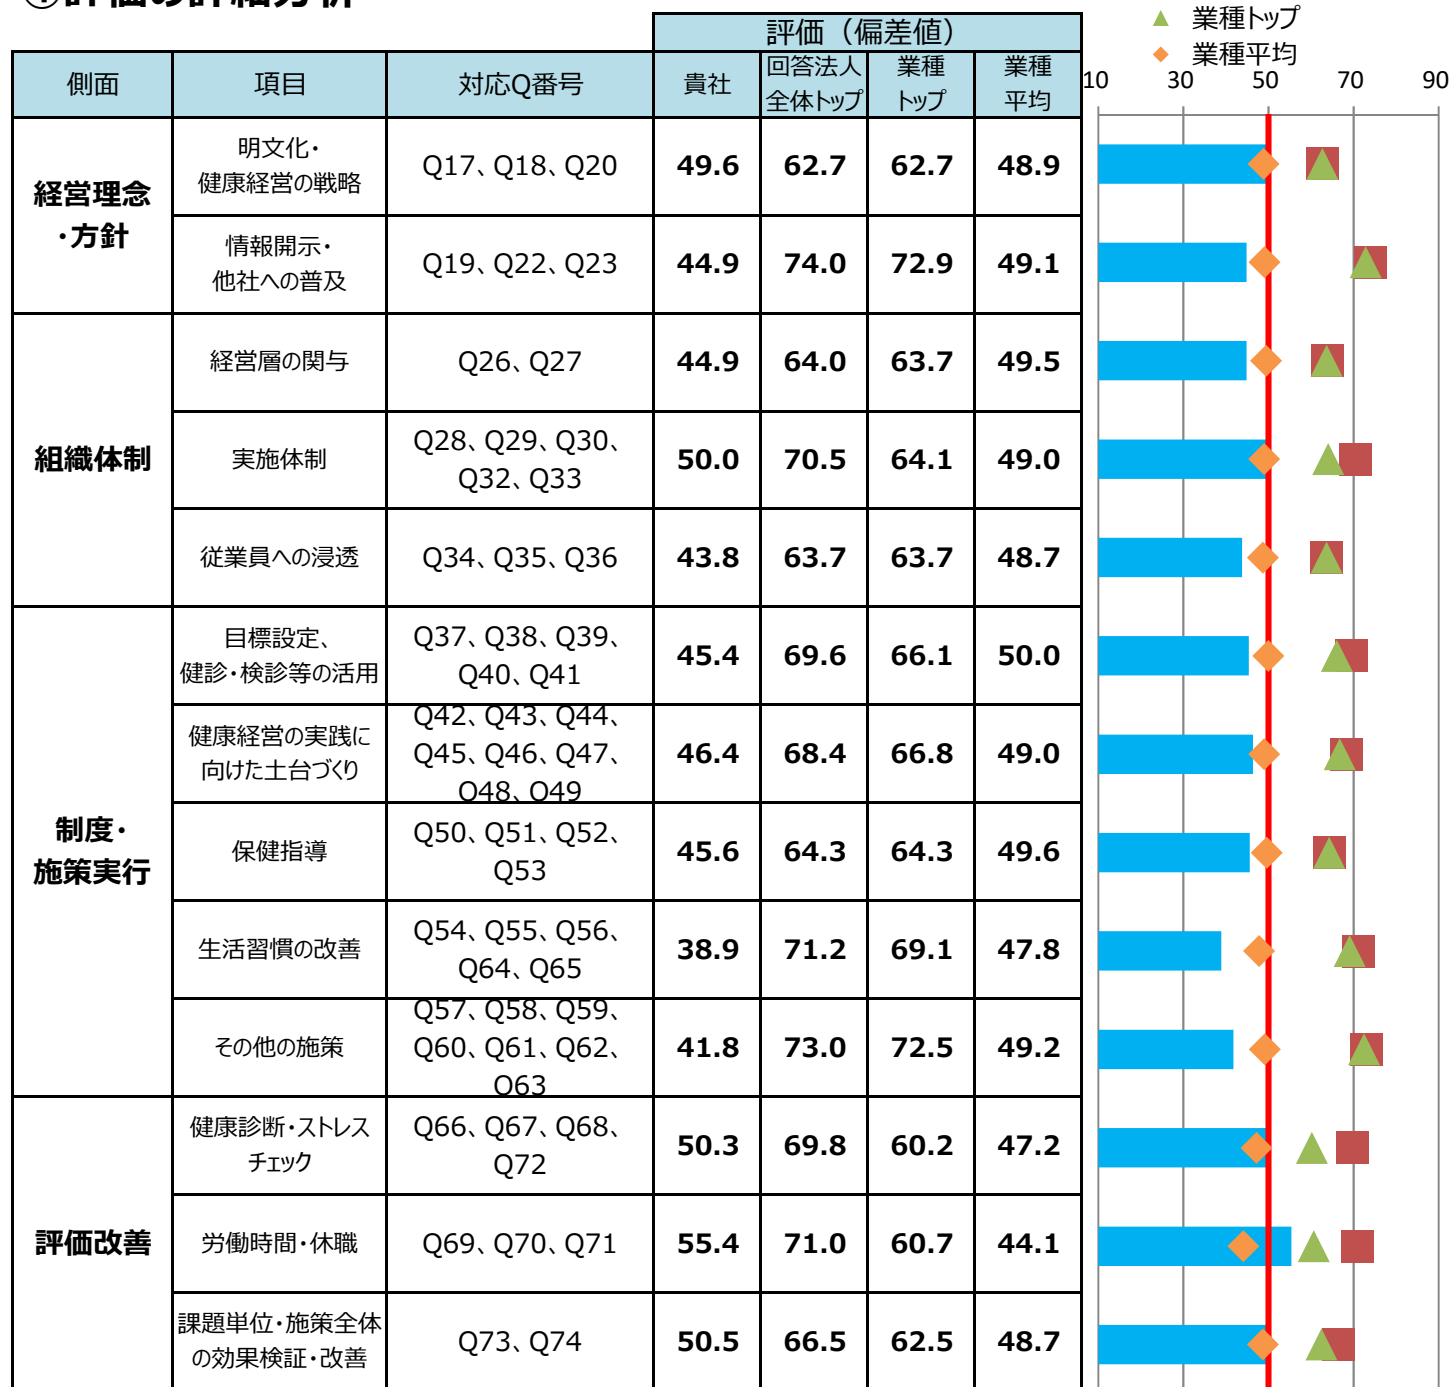 ①評価の詳細分析
▲ 業種トップ
◆ 業種平均
評価（偏差値）
側面 項目 対応Q番号 貴社 回答法人 業種 業種
全体トップ トップ 平均
10 30 50 70 90
経営理念
・方針
明文化・
健康経営の戦略
Q17、Q18、Q20 49.6 62.7 62.7 48.9
情報開示・
他社への普及
Q19、Q22、Q23 44.9 74.0 72.9 49.1
組織体制
経営層の関与 Q26、Q27 44.9 64.0 63.7 49.5
実施体制
Q28、Q29、Q30、
Q32、Q33
50.0 70.5 64.1 49.0
従業員への浸透 Q34、Q35、Q36 43.8 63.7 63.7 48.7
制度・
施策実行
目標設定、
健診・検診等の活用
Q37、Q38、Q39、
Q40、Q41
45.4 69.6 66.1 50.0
健康経営の実践に
向けた土台づくり
Q42、Q43、Q44、
Q45、Q46、Q47、
Q48、Q49
46.4 68.4 66.8 49.0
保健指導
Q50、Q51、Q52、
Q53
45.6 64.3 64.3 49.6
生活習慣の改善
Q54、Q55、Q56、
Q64、Q65
38.9 71.2 69.1 47.8
その他の施策
Q57、Q58、Q59、
Q60、Q61、Q62、
Q63
41.8 73.0 72.5 49.2
評価改善
健康診断・ストレス
チェック
Q66、Q67、Q68、
Q72
50.3 69.8 60.2 47.2
労働時間・休職 Q69、Q70、Q71 55.4 71.0 60.7 44.1
課題単位・施策全体
の効果検証・改善
Q73、Q74 50.5 66.5 62.5 48.7